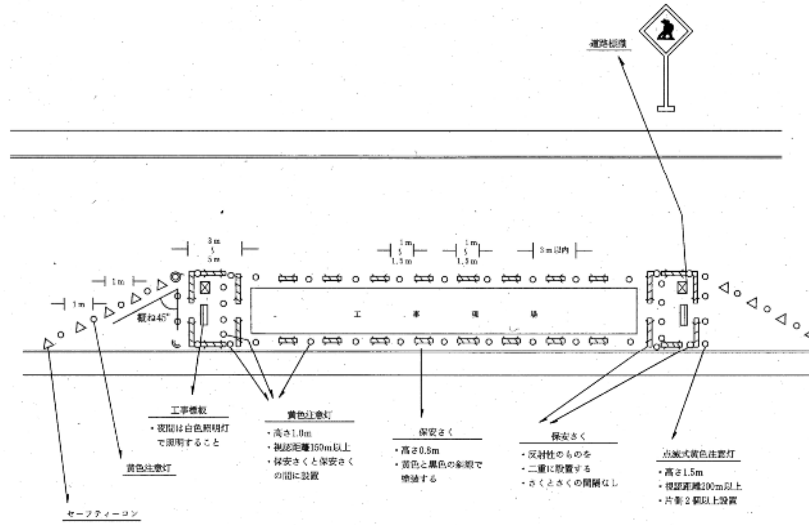 道路標識
3m
〜
5m
1m
〜
1.5m
1m
〜
1.5m
3m以内
1m
1m
概ね45°
工事現場
工事標板
・夜間は白色照明灯
で照明すること
黄色注意灯
・高さ1.0m
・視認距離150m以上
・保安さくと保安さく
の間に設置
保安さく
・高さ0.8m
・黄色と黒色の斜線で
塗装する
保安さく
・反射性のものを
二重に設置する
・さくとさくの間隔なし
点滅式黄色注意灯
・高さ1.5m
・視認距離200m以上
・片側2個以上設置
黄色注意灯
セーフティーコン